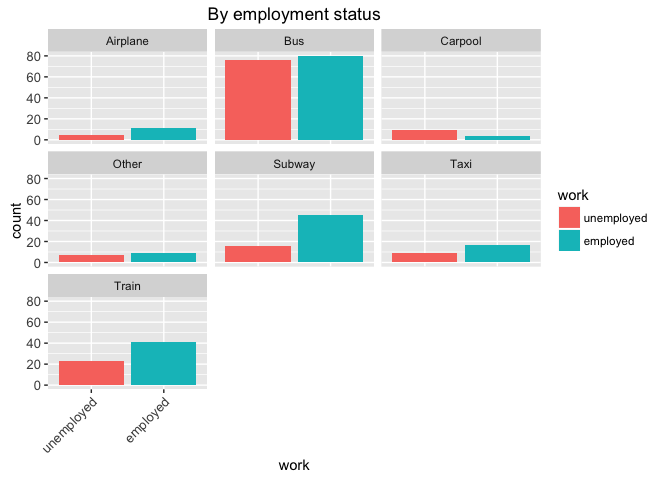 By employment status
Airplane Bus Carpool
80
60
40
20
0
Other Subway Taxi
80
60
40
20
0
Train
80
60
40
20
0
count
unemployed employed
work
work
unemployed
employed